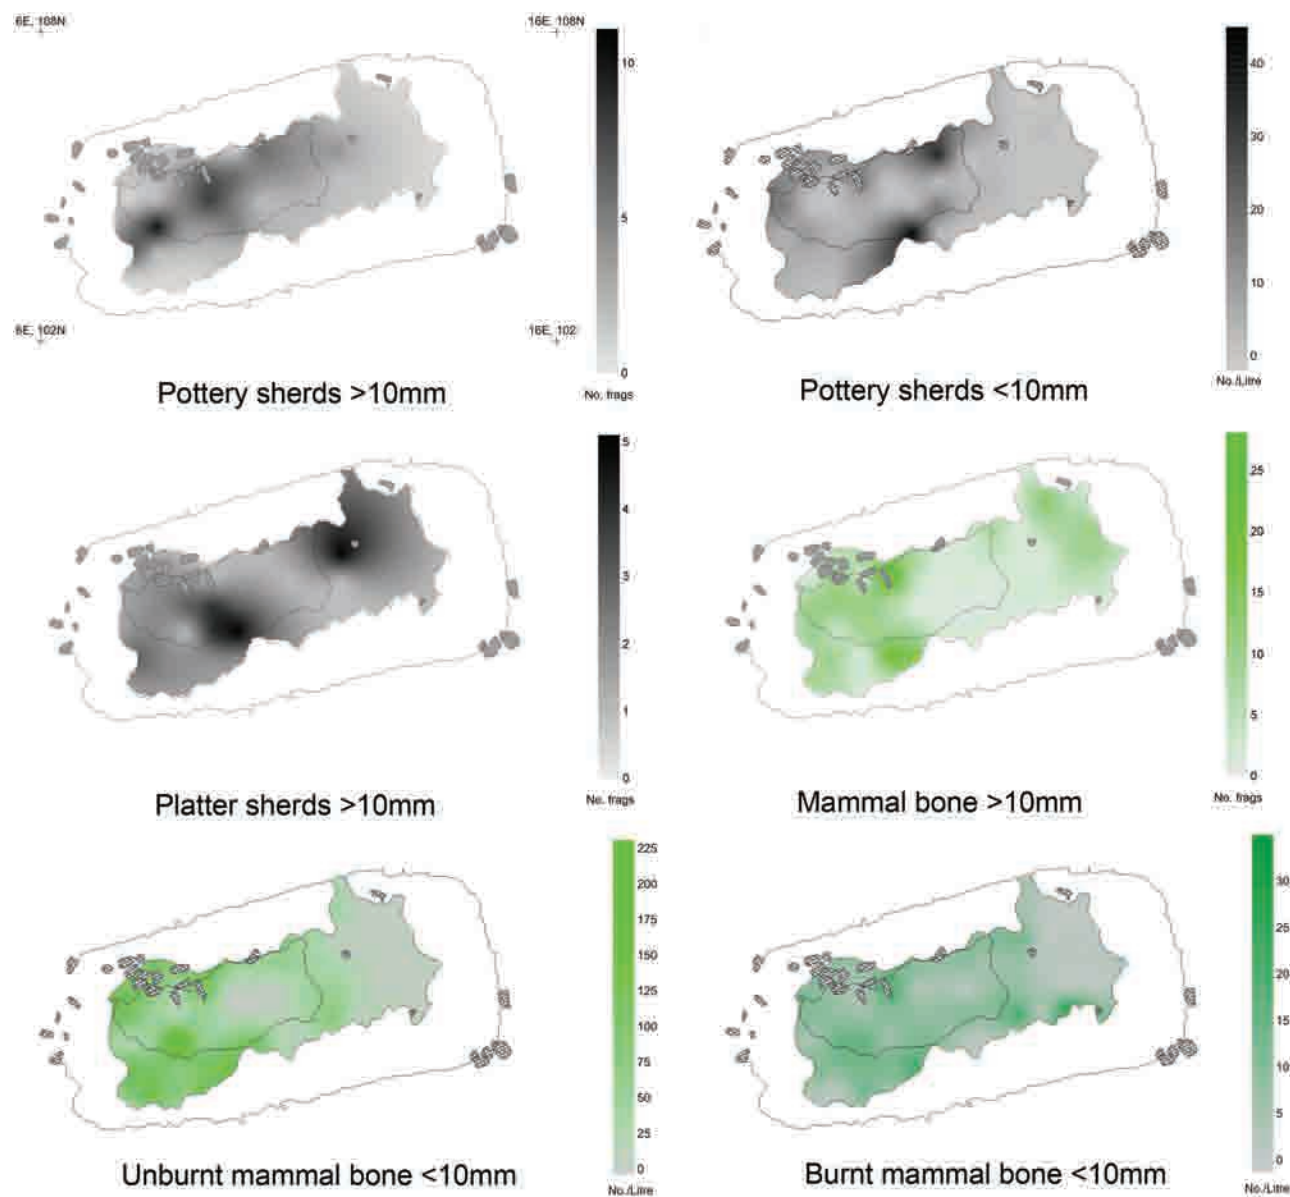 6E, 108N
16E, 108N
10
5
0
No. frags
Pottery sherds >10mm
6E, 102N
16E, 102
40
30
20
10
0
No./Litre
Pottery sherds <10mm
5
4
3
2
1
0
No. frags
Platter sherds >10mm
25
20
15
10
5
0
No. frags
Mammal bone >10mm
225
200
175
150
125
100
75
50
25
0
No./Litre
Unburnt mammal bone <10mm
30
25
20
15
10
5
0
No./Litre
Burnt mammal bone <10mm